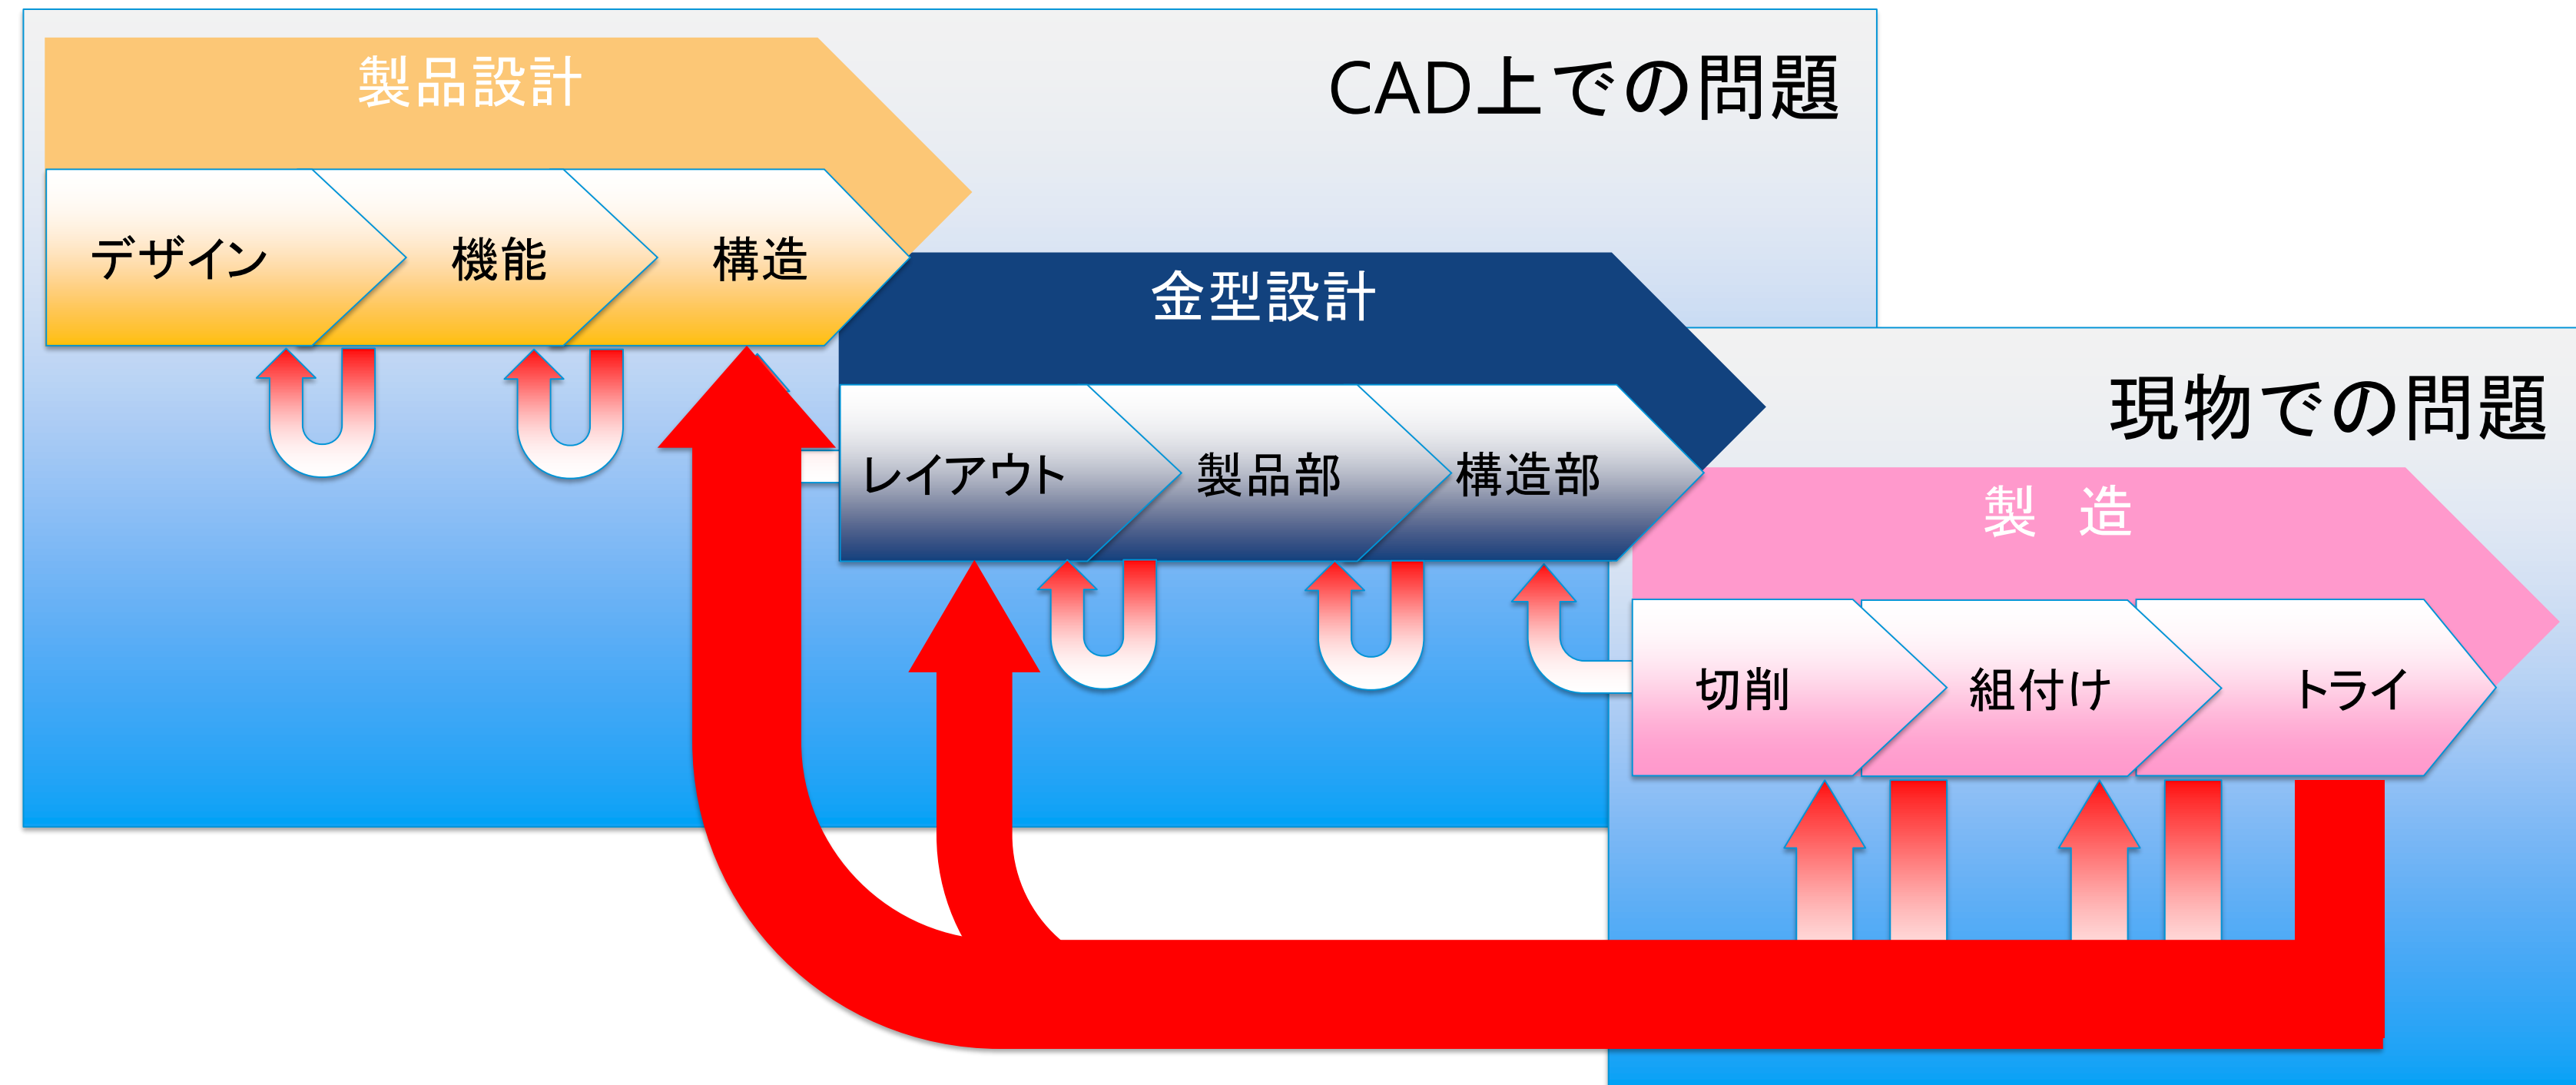 製品設計
CAD上での問題
デザイン
機能
構造
金型設計
現物での問題
レイアウト
製品部
構造部
製　造
切削
組付け
トライ